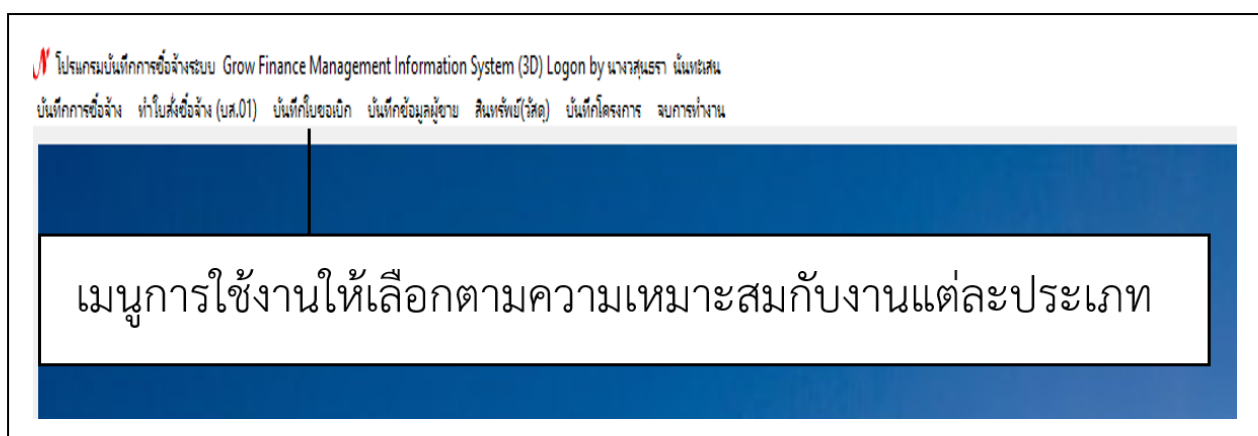 โปรแกรมบันทึกการซื้อจ้างระบบ Grow Finance Management Information System (3D) Logon by นางวสุนธรา นันทะเสน
บันทึกการซื้อจ้าง ทำใบสั่งซื้อจ้าง (บส.01) บันทึกใบขอเบิก บันทึกข้อมูลผู้ขาย สินทรัพย์(วัสดุ) บันทึกโครงการ จบการทำงาน
เมนูการใช้งานให้เลือกตามความเหมาะสมกับงานแต่ละประเภท